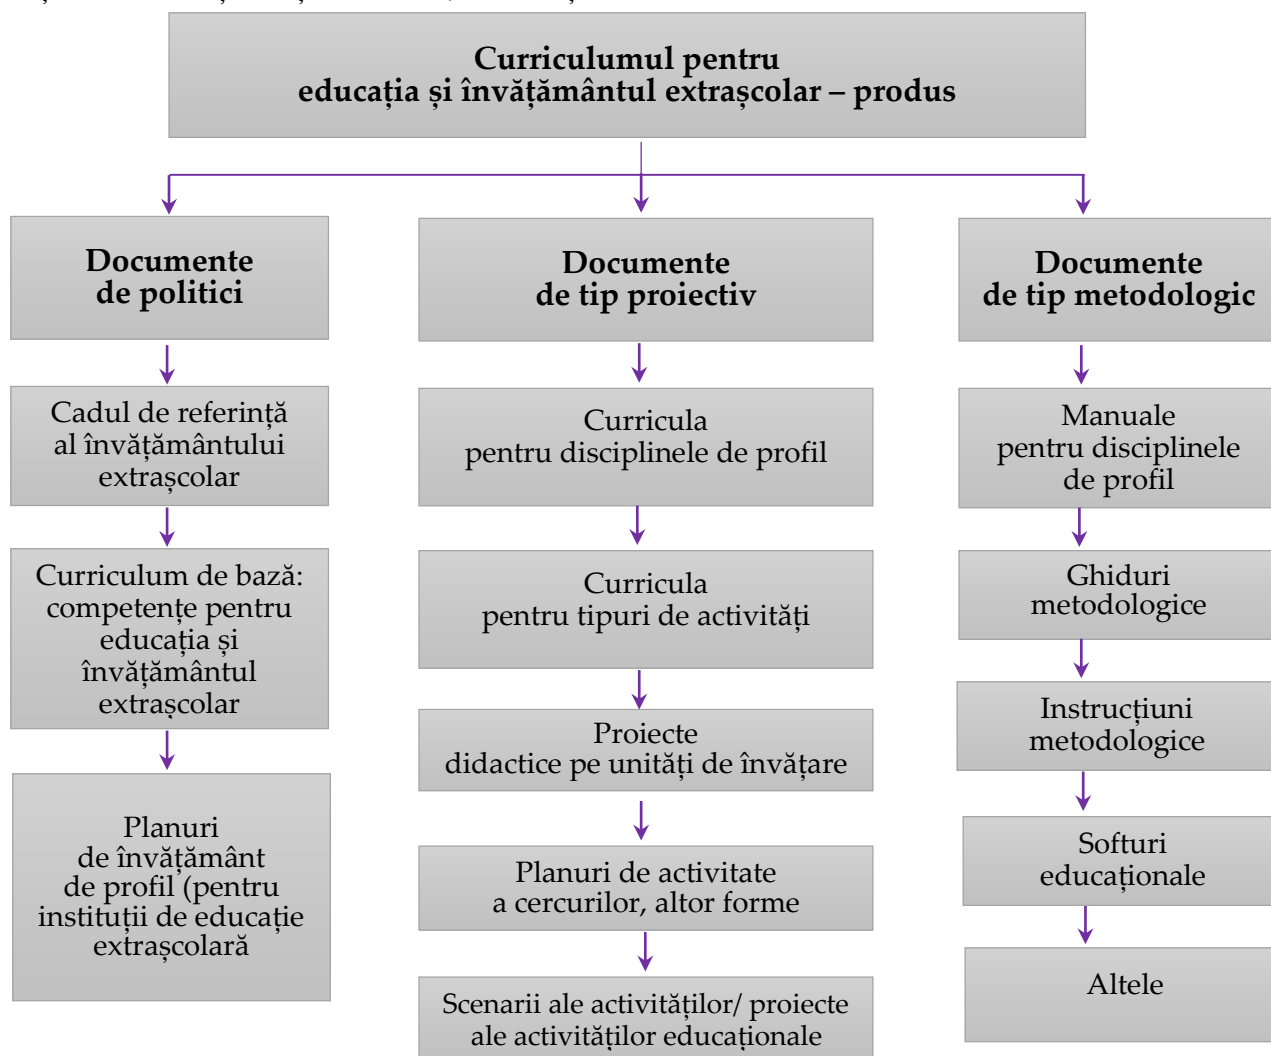 Curriculumul pentru
educația și învățământul extrașcolar – produs
Documente
de politici
Cadul de referință
al învățământului
extrașcolar
Curriculum de bază:
competențe pentru
educația și
învățământul
extrașcolar
Planuri
de învățământ
de profil (pentru
instituții de educație
extrașcolară
Documente
de tip proiectiv
Curricula
pentru disciplinele de profil
Curricula
pentru tipuri de activități
Proiecte
didactice pe unități de învățare
Planuri de activitate
a cercurilor, altor forme
Scenarii ale activităților/ proiecte
ale activităților educaționale
Documente
de tip metodologic
Manuale
pentru disciplinele
de profil
Ghiduri
metodologice
Instrucțiuni
metodologice
Softuri
educaționale
Altele